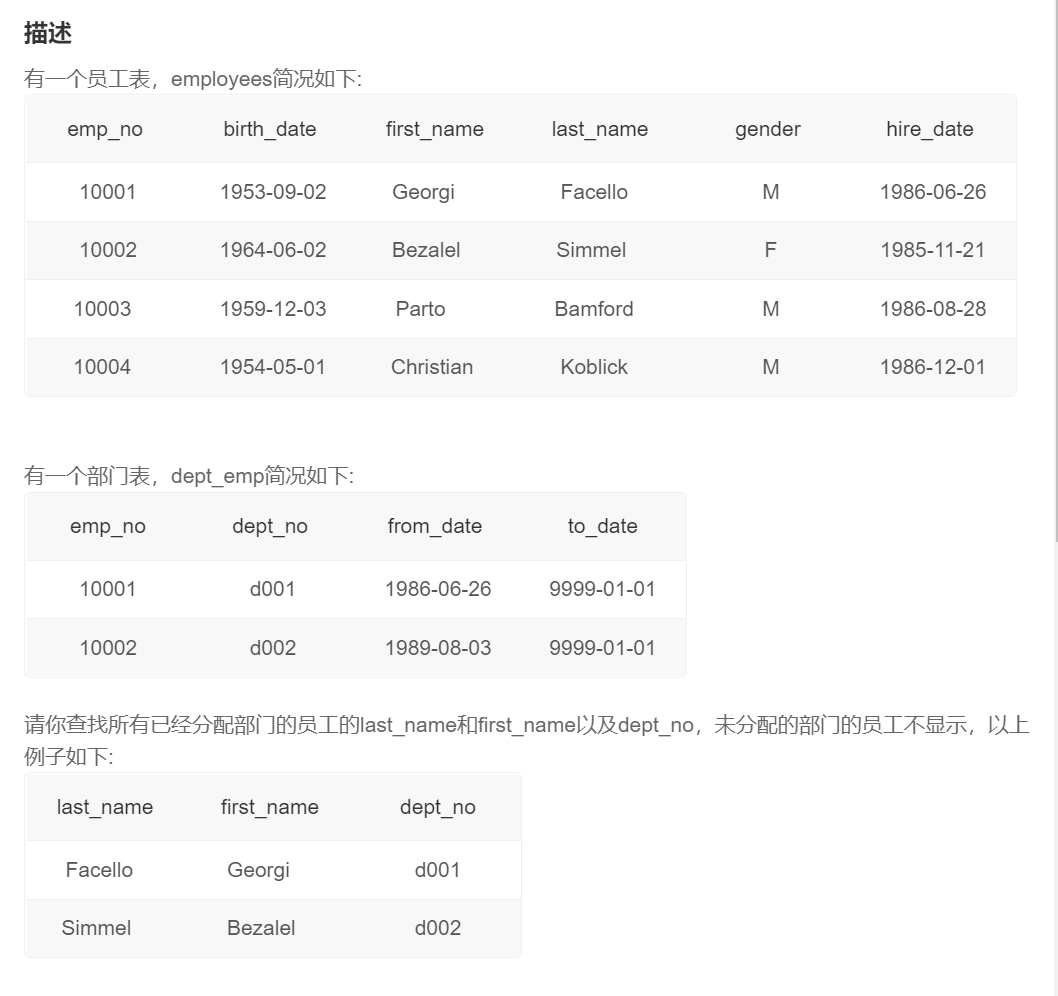 描述
有一个员工表，employees简况如下:
emp_no birth_date first_name last_name gender hire_date
10001 1953-09-02 Georgi Facello M 1986-06-26
10002 1964-06-02 Bezalel Simmel F 1985-11-21
10003 1959-12-03 Parto Bamford M 1986-08-28
10004 1954-05-01 Christian Koblick M 1986-12-01
有一个部门表，dept_emp简况如下:
emp_no dept_no from_date to_date
10001 d001 1986-06-26 9999-01-01
10002 d002 1989-08-03 9999-01-01
请你查找所有已经分配部门的员工的last_name和first_name以及dept_no，未分配的部门的员工不显示，以上
例子如下:
last_name first_name dept_no
Facello Georgi d001
Simmel Bezalel d002